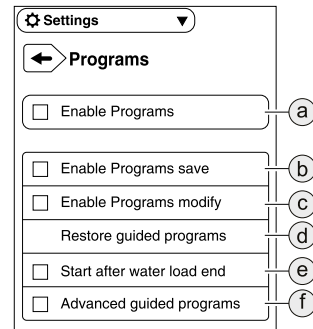 Settings
Programs
Enable Programs a
Enable Programs save b
Enable Programs modify c
Restore guided programs d
Start after water load end e
Advanced guided programs f